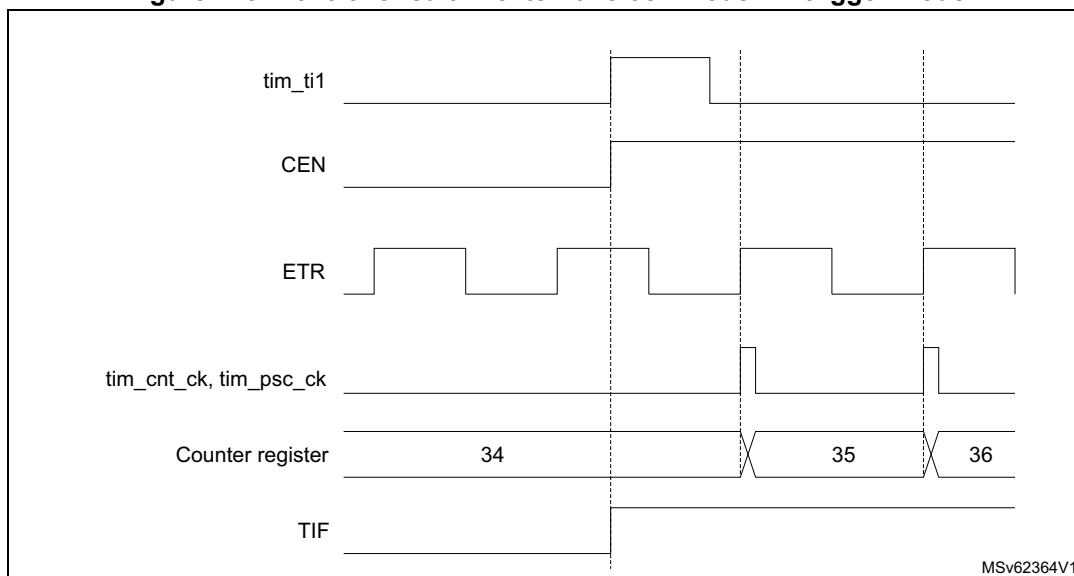 tim_ti1
CEN
ETR
tim_cnt_ck, tim_psc_ck
Counter register 34 35 36
TIF
MSv62364V1